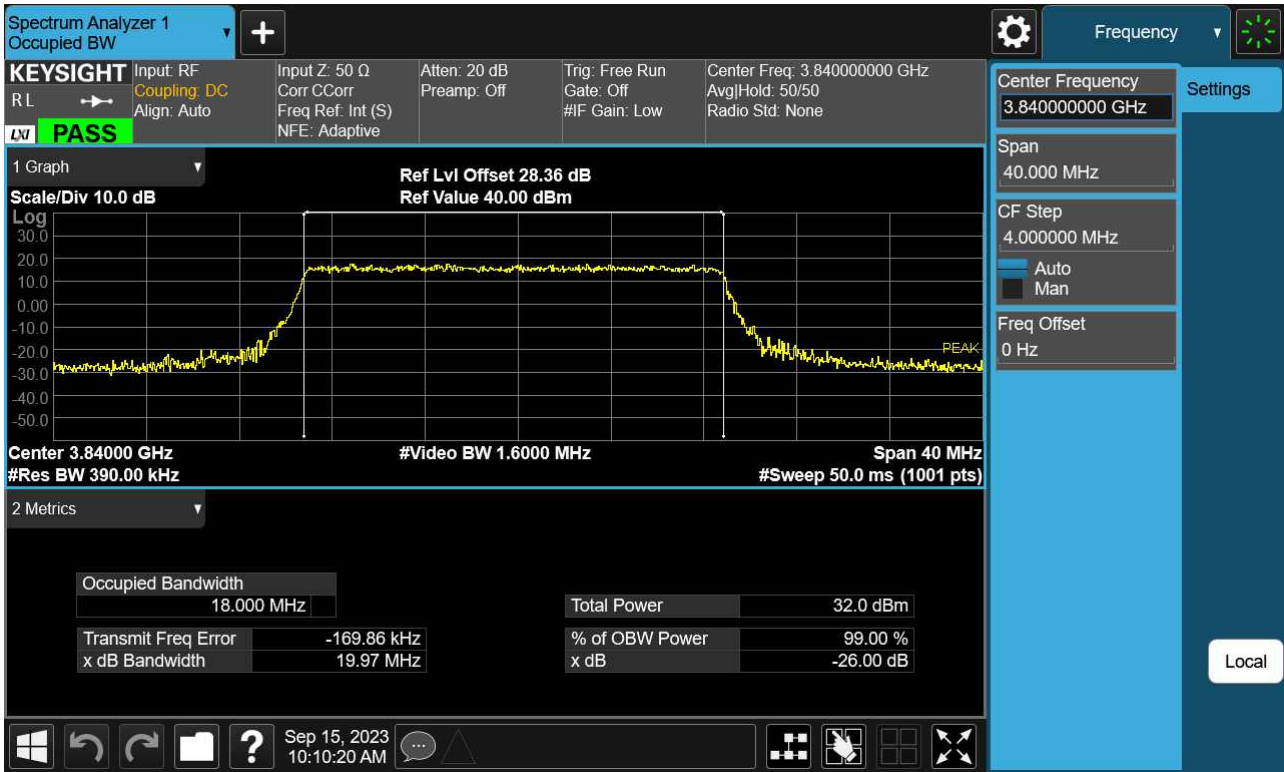 Spectrum Analyzer 1
Occupied BW
▼
+
Frequency
▼
KEYSIGHT
R L
LXI
PASS
Input: RF
Coupling: DC
Align: Auto
Input Z: 50 Ω
Corr CCorr
Freq Ref: Int (S)
NFE: Adaptive
Atten: 20 dB
Preamp: Off
Trig: Free Run
Gate: Off
#IF Gain: Low
Center Freq: 3.840000000 GHz
Avg|Hold: 50/50
Radio Std: None
Center Frequency
3.840000000 GHz
Settings
Span
40.000 MHz
CF Step
4.000000 MHz
Auto
Man
Freq Offset
0 Hz
Local
1 Graph
▼
Scale/Div 10.0 dB
Ref Lvl Offset 28.36 dB
Ref Value 40.00 dBm
Log
30.0
20.0
10.0
0.00
-10.0
-20.0
-30.0
-40.0
-50.0
PEAK
Center 3.84000 GHz
#Res BW 390.00 kHz
#Video BW 1.6000 MHz
Span 40 MHz
#Sweep 50.0 ms (1001 pts)
2 Metrics
▼
Occupied Bandwidth
18.000 MHz
Transmit Freq Error -169.86 kHz
x dB Bandwidth 19.97 MHz
Total Power 32.0 dBm
% of OBW Power 99.00 %
x dB -26.00 dB
?
Sep 15, 2023
10:10:20 AM